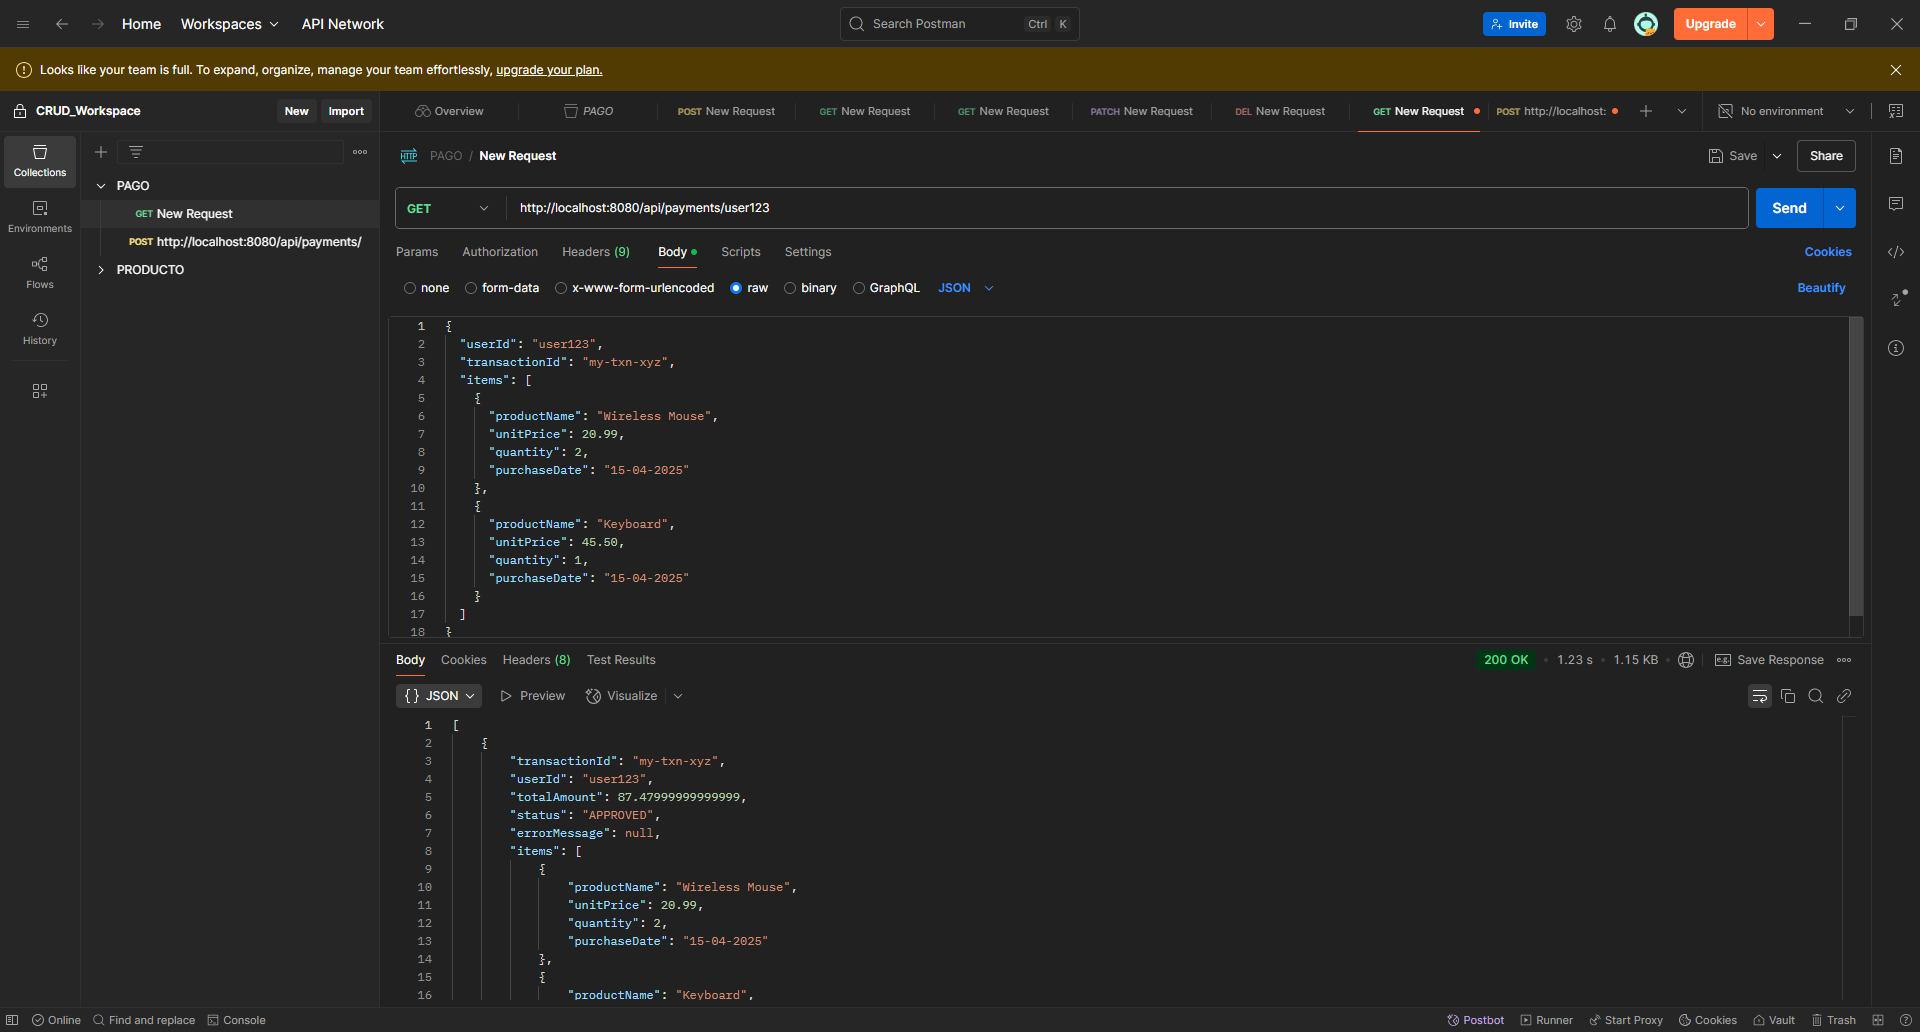 Home Workspaces API Network Search Postman Ctrl K Invite Upgrade
Looks like your team is full. To expand, organize, manage your team effortlessly, upgrade your plan.
CRUD_Workspace New Import Overview PAGO POST New Request GET New Request GET New Request PATCH New Request DEL New Request GET New Request POST http://localhost: No environment
Collections
Environments
Flows
History
PAGO
GET New Request
POST http://localhost:8080/api/payments/
PRODUCTO
HTTP PAGO / New Request Save Share
GET http://localhost:8080/api/payments/user123 Send
Params Authorization Headers (9) Body Scripts Settings Cookies
none form-data x-www-form-urlencoded raw binary GraphQL JSON Beautify
1 {
2 "userId": "user123",
3 "transactionId": "my-txn-xyz",
4 "items": [
5 {
6 "productName": "Wireless Mouse",
7 "unitPrice": 20.99,
8 "quantity": 2,
9 "purchaseDate": "15-04-2025"
10 },
11 {
12 "productName": "Keyboard",
13 "unitPrice": 45.50,
14 "quantity": 1,
15 "purchaseDate": "15-04-2025"
16 }
17 ]
18 }
Body Cookies Headers (8) Test Results 200 OK 1.23 s 1.15 KB e.g. Save Response
{} JSON Preview Visualize
1 [
2 {
3 "transactionId": "my-txn-xyz",
4 "userId": "user123",
5 "totalAmount": 87.47999999999999,
6 "status": "APPROVED",
7 "errorMessage": null,
8 "items": [
9 {
10 "productName": "Wireless Mouse",
11 "unitPrice": 20.99,
12 "quantity": 2,
13 "purchaseDate": "15-04-2025"
14 },
15 {
16 "productName": "Keyboard",
Online Find and replace Console Postbot Runner Start Proxy Cookies Vault Trash